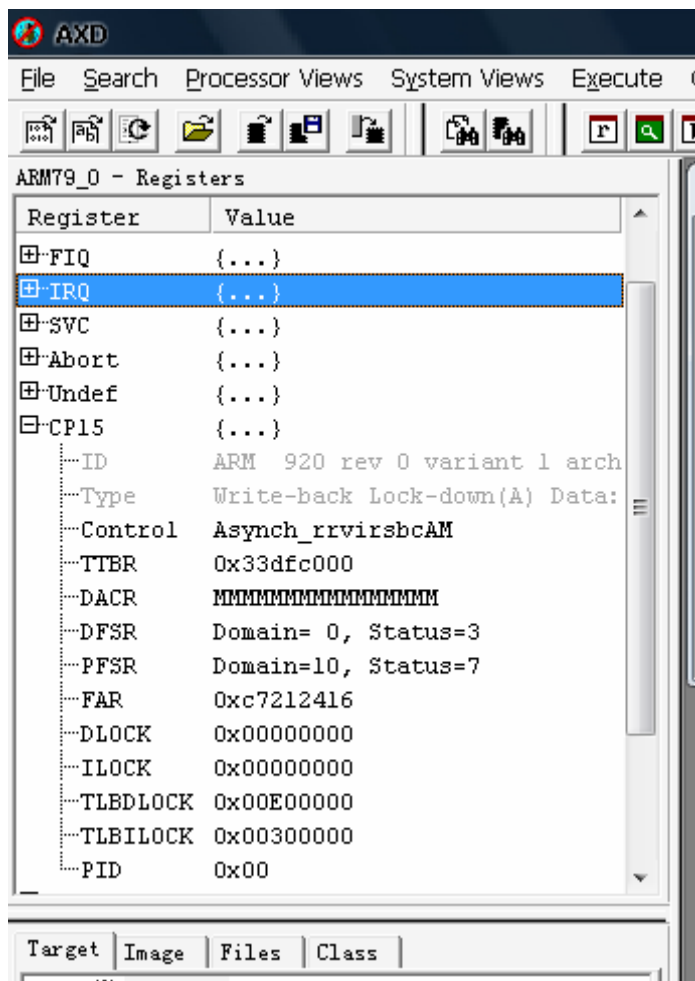 AXD
File Search Processor Views System Views Execute
ARM79_0 - Registers
Register Value
FIQ {...}
IRQ {...}
SVC {...}
Abort {...}
Undef {...}
CP15 {...}
ID ARM 920 rev 0 variant 1 arch
Type Write-back Lock-down(A) Data:
Control Asynch_rrvirsbcAM
TTBR 0x33dfc000
DACR MMMMMMMMMMMMMMMM
DFSR Domain= 0, Status=3
PFSR Domain=10, Status=7
FAR 0xc7212416
DLOCK 0x00000000
ILOCK 0x00000000
TLBDLOCK 0x00E00000
TLBILOCK 0x00300000
PID 0x00
Target Image Files Class